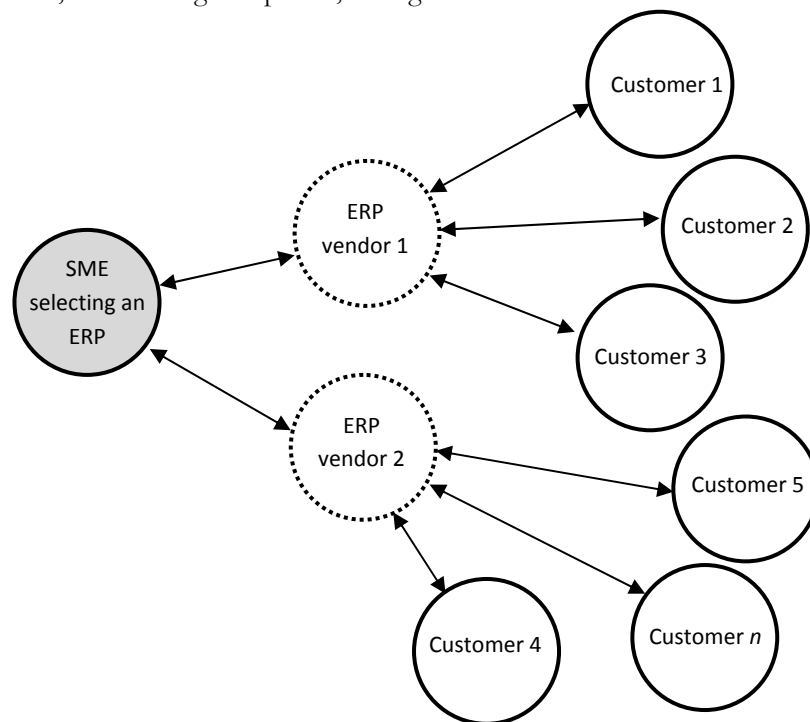 Customer 1
ERP
vendor 1
Customer 2
SME
selecting an
ERP
Customer 3
ERP
vendor 2
Customer 5
Customer 4
Customer n